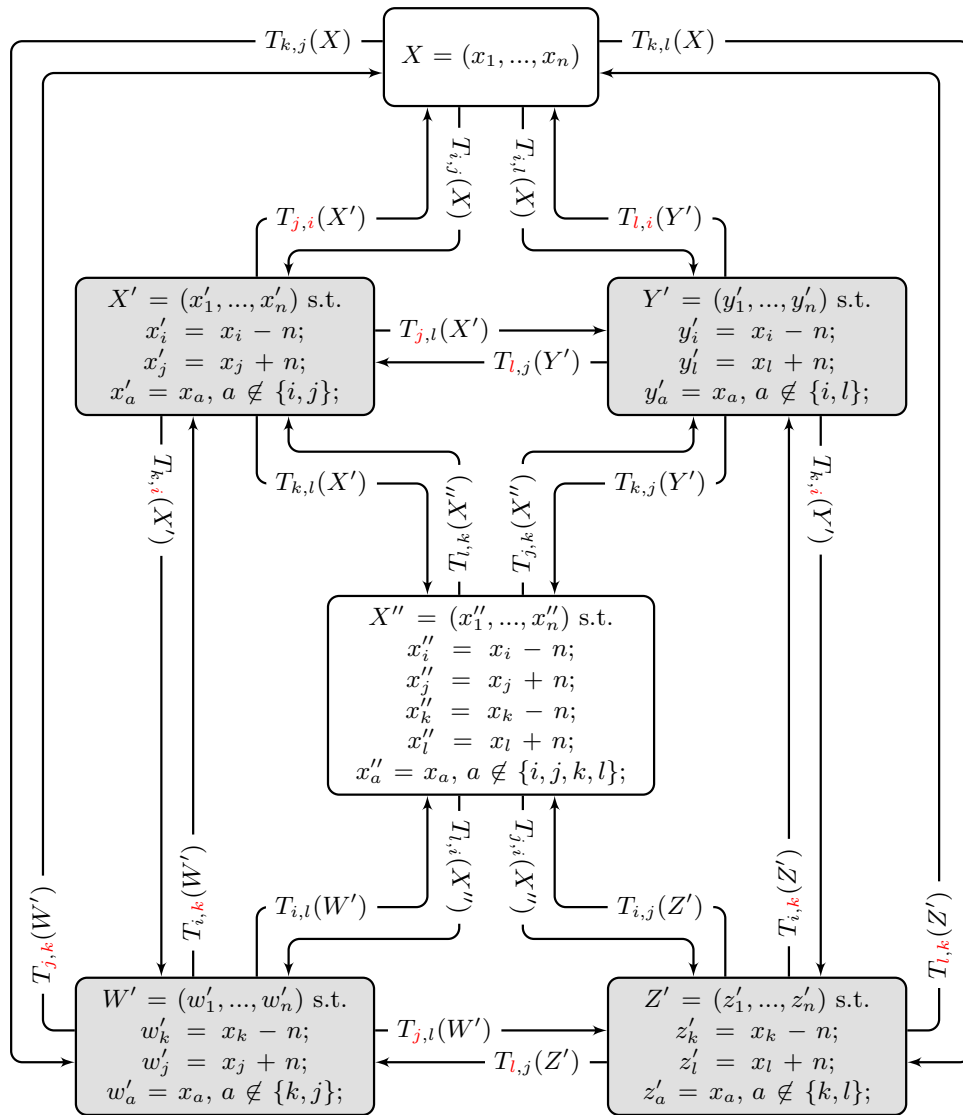 T_{k,j}(X)
T_{k,l}(X)
X = (x_1, ..., x_n)
T_{i,j}(X)
T_{i,l}(X)
T_{j,i}(X′)
T_{l,i}(Y′)
X′ = (x′_1, ..., x′_n) s.t.
x′_i = x_i − n;
x′_j = x_j + n;
x′_a = x_a, a ∉ {i, j};
T_{j,l}(X′)
T_{l,j}(Y′)
Y′ = (y′_1, ..., y′_n) s.t.
y′_i = x_i − n;
y′_l = x_l + n;
y′_a = x_a, a ∉ {i, l};
T_{k,i}(X′)
T_{k,l}(X′)
T_{l,k}(X″)
T_{j,k}(X″)
T_{k,j}(Y′)
T_{k,i}(Y′)
X″ = (x″_1, ..., x″_n) s.t.
x″_i = x_i − n;
x″_j = x_j + n;
x″_k = x_k − n;
x″_l = x_l + n;
x″_a = x_a, a ∉ {i, j, k, l};
T_{j,k}(W′)
T_{i,k}(W′)
T_{i,l}(W′)
T_{l,i}(X″)
T_{j,i}(X″)
T_{i,j}(Z′)
T_{i,k}(Z′)
T_{l,k}(Z′)
W′ = (w′_1, ..., w′_n) s.t.
w′_k = x_k − n;
w′_j = x_j + n;
w′_a = x_a, a ∉ {k, j};
T_{j,l}(W′)
T_{l,j}(Z′)
Z′ = (z′_1, ..., z′_n) s.t.
z′_k = x_k − n;
z′_l = x_l + n;
z′_a = x_a, a ∉ {k, l};